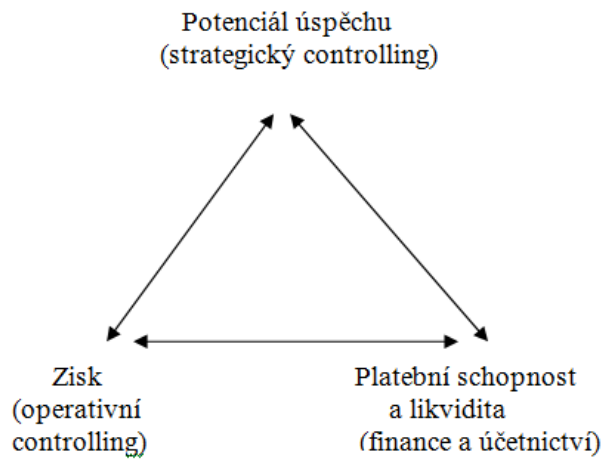 Potenciál úspěchu
(strategický controlling)
Zisk
(operativní
controlling)
Platební schopnost
a likvidita
(finance a účetnictví)